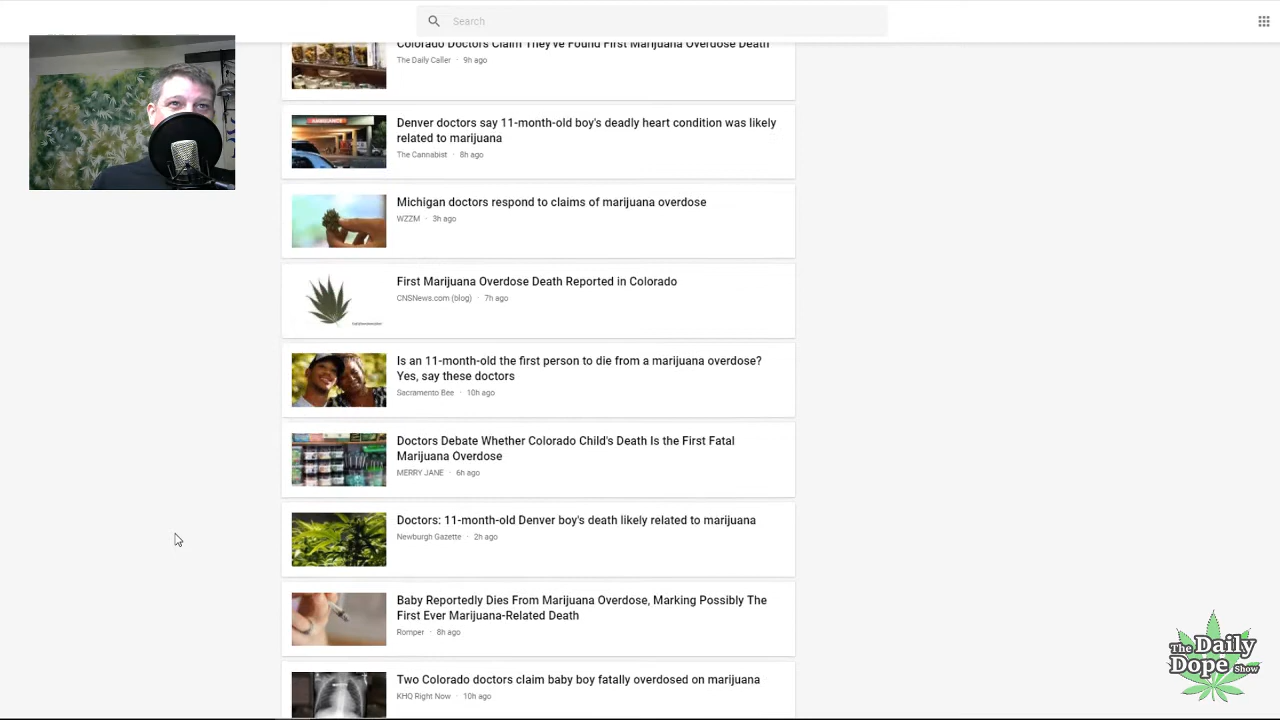 Search
Colorado Doctors Claim They've Found First Marijuana Overdose Death
The Daily Caller · 9h ago
Denver doctors say 11-month-old boy's deadly heart condition was likely
related to marijuana
The Cannabist · 8h ago
Michigan doctors respond to claims of marijuana overdose
WZZM · 3h ago
First Marijuana Overdose Death Reported in Colorado
CNSNews.com (blog) · 7h ago
Is an 11-month-old the first person to die from a marijuana overdose?
Yes, say these doctors
Sacramento Bee · 10h ago
Doctors Debate Whether Colorado Child's Death Is the First Fatal
Marijuana Overdose
MERRY JANE · 6h ago
Doctors: 11-month-old Denver boy's death likely related to marijuana
Newburgh Gazette · 2h ago
Baby Reportedly Dies From Marijuana Overdose, Marking Possibly The
First Ever Marijuana-Related Death
Romper · 8h ago
Two Colorado doctors claim baby boy fatally overdosed on marijuana
KHQ Right Now · 10h ago
The Daily
Dope Show